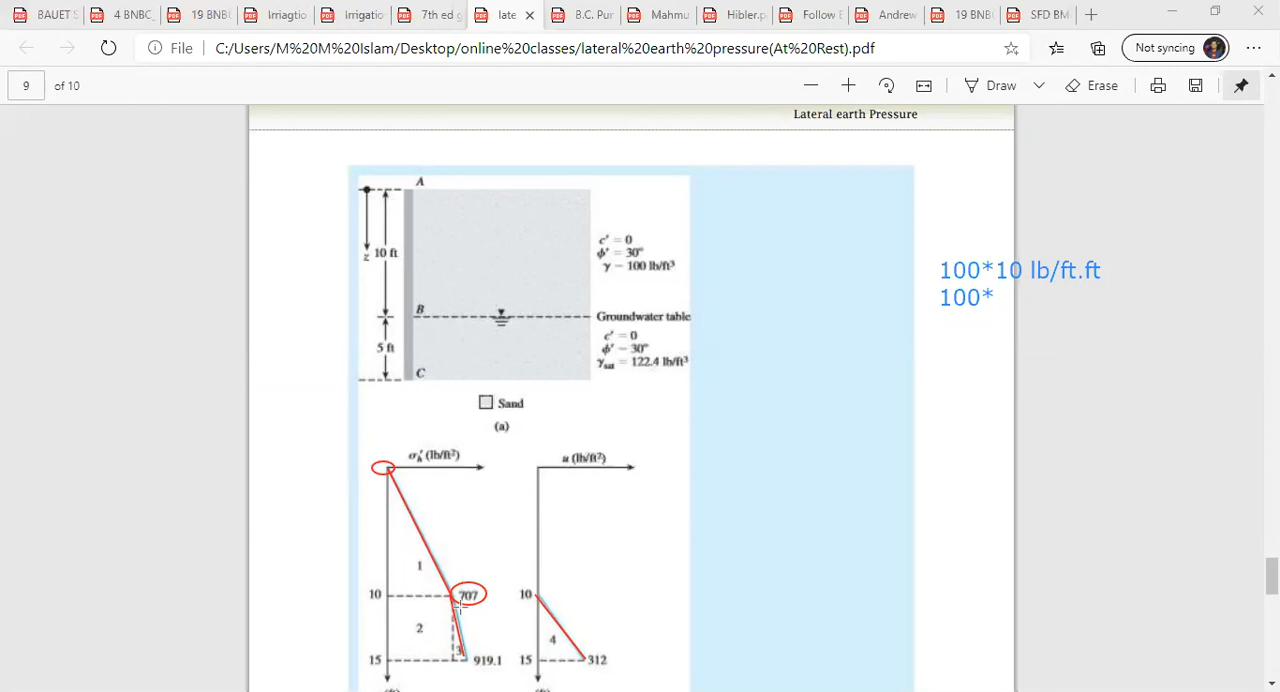 BAUET S
4 BNBC_
19 BNB
Irriagtio
Irrigatio
7th ed g
late
B.C. Pur
Mahmu
Hibler.p
Follow E
Andrew
19 BNB
SFD BM
File C:/Users/M%20M%20Islam/Desktop/online%20classes/lateral%20earth%20pressure(At%20Rest).pdf
Not syncing
9 of 10
Draw
Erase
Lateral earth Pressure
A
c' = 0
z 10 ft
ϕ' = 30°
γ = 100 lb/ft³
100*10 lb/ft.ft
100*
B
Groundwater table
c' = 0
5 ft
ϕ' = 30°
γsat = 122.4 lb/ft³
C
Sand
(a)
σ'h (lb/ft²)
u (lb/ft²)
1
10
707
10
2
3
4
15
919.1
15
312